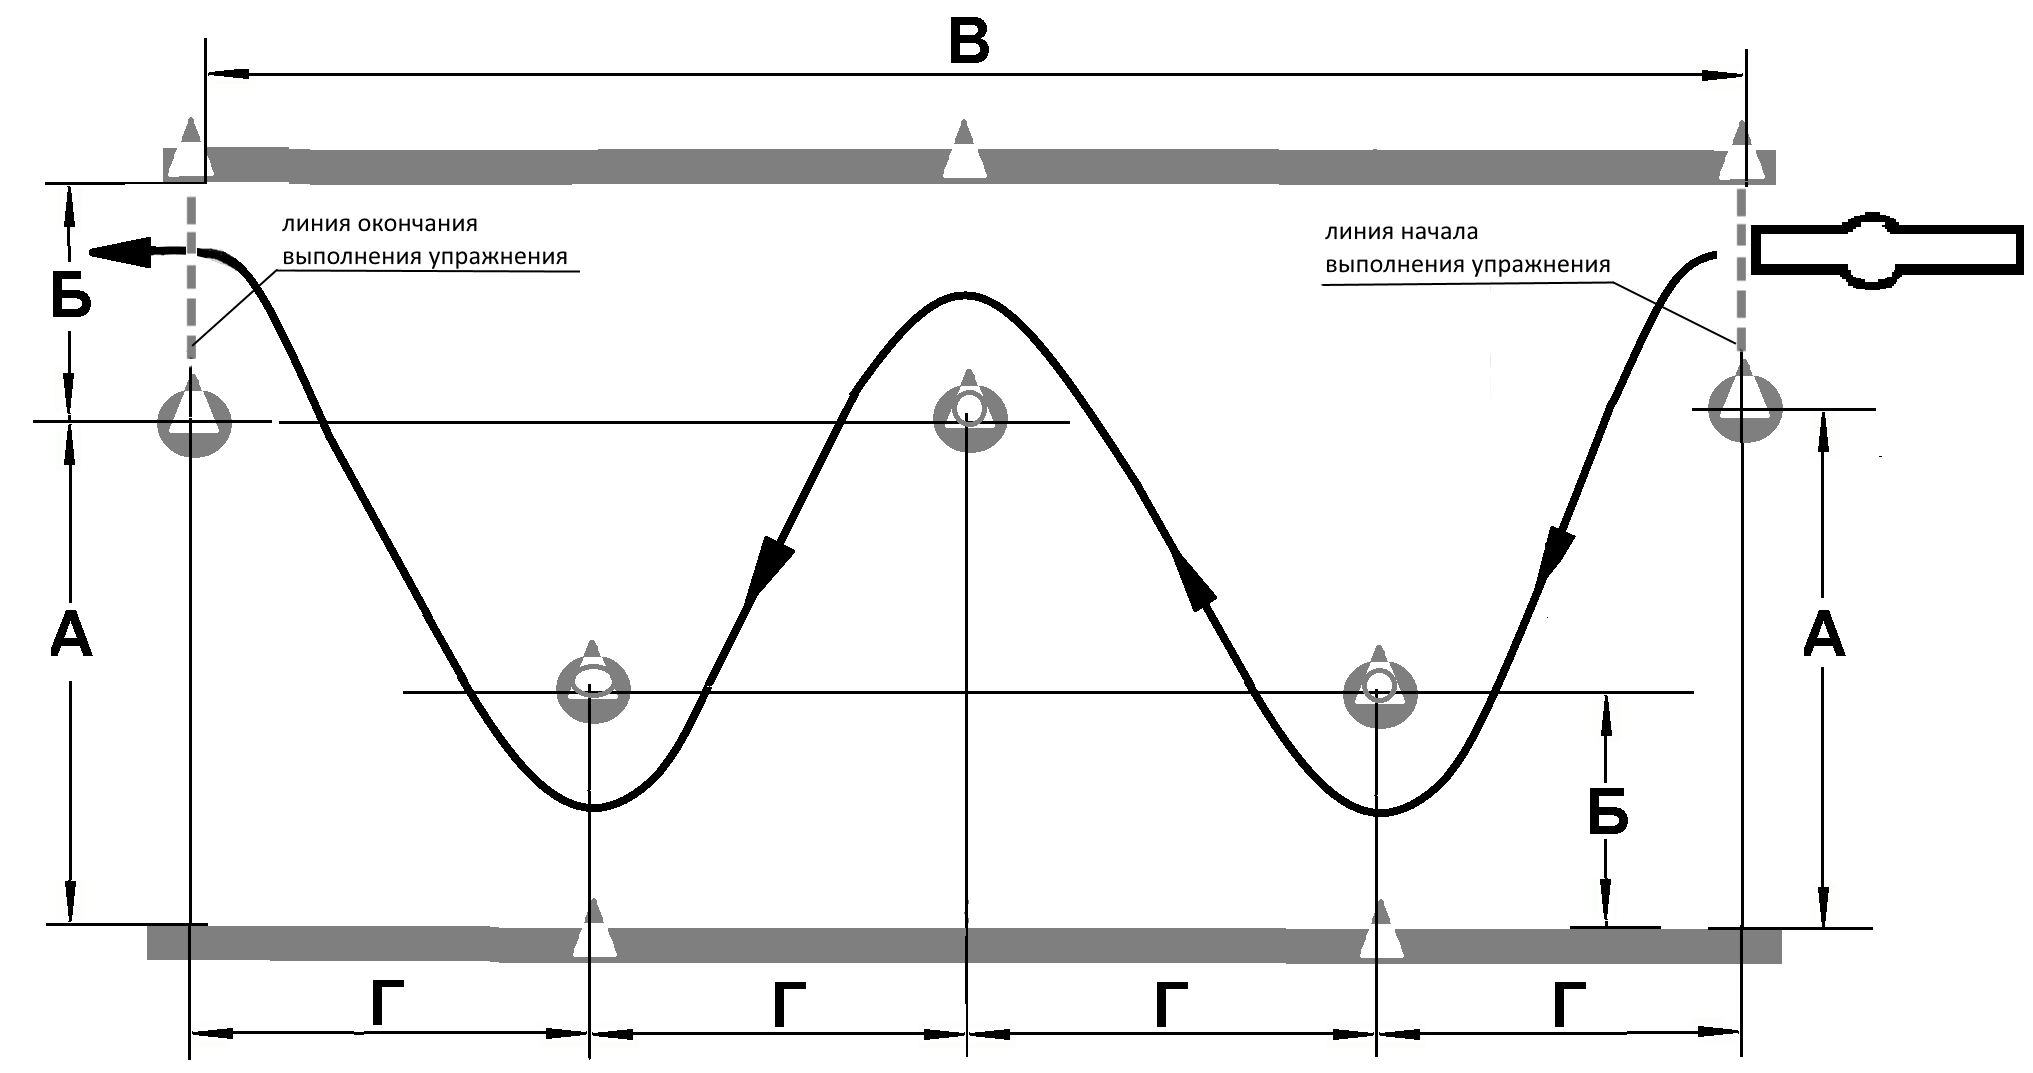 В
линия окончания
выполнения упражнения
линия начала
выполнения упражнения
Б
А
А
Б
Г
Г
Г
Г